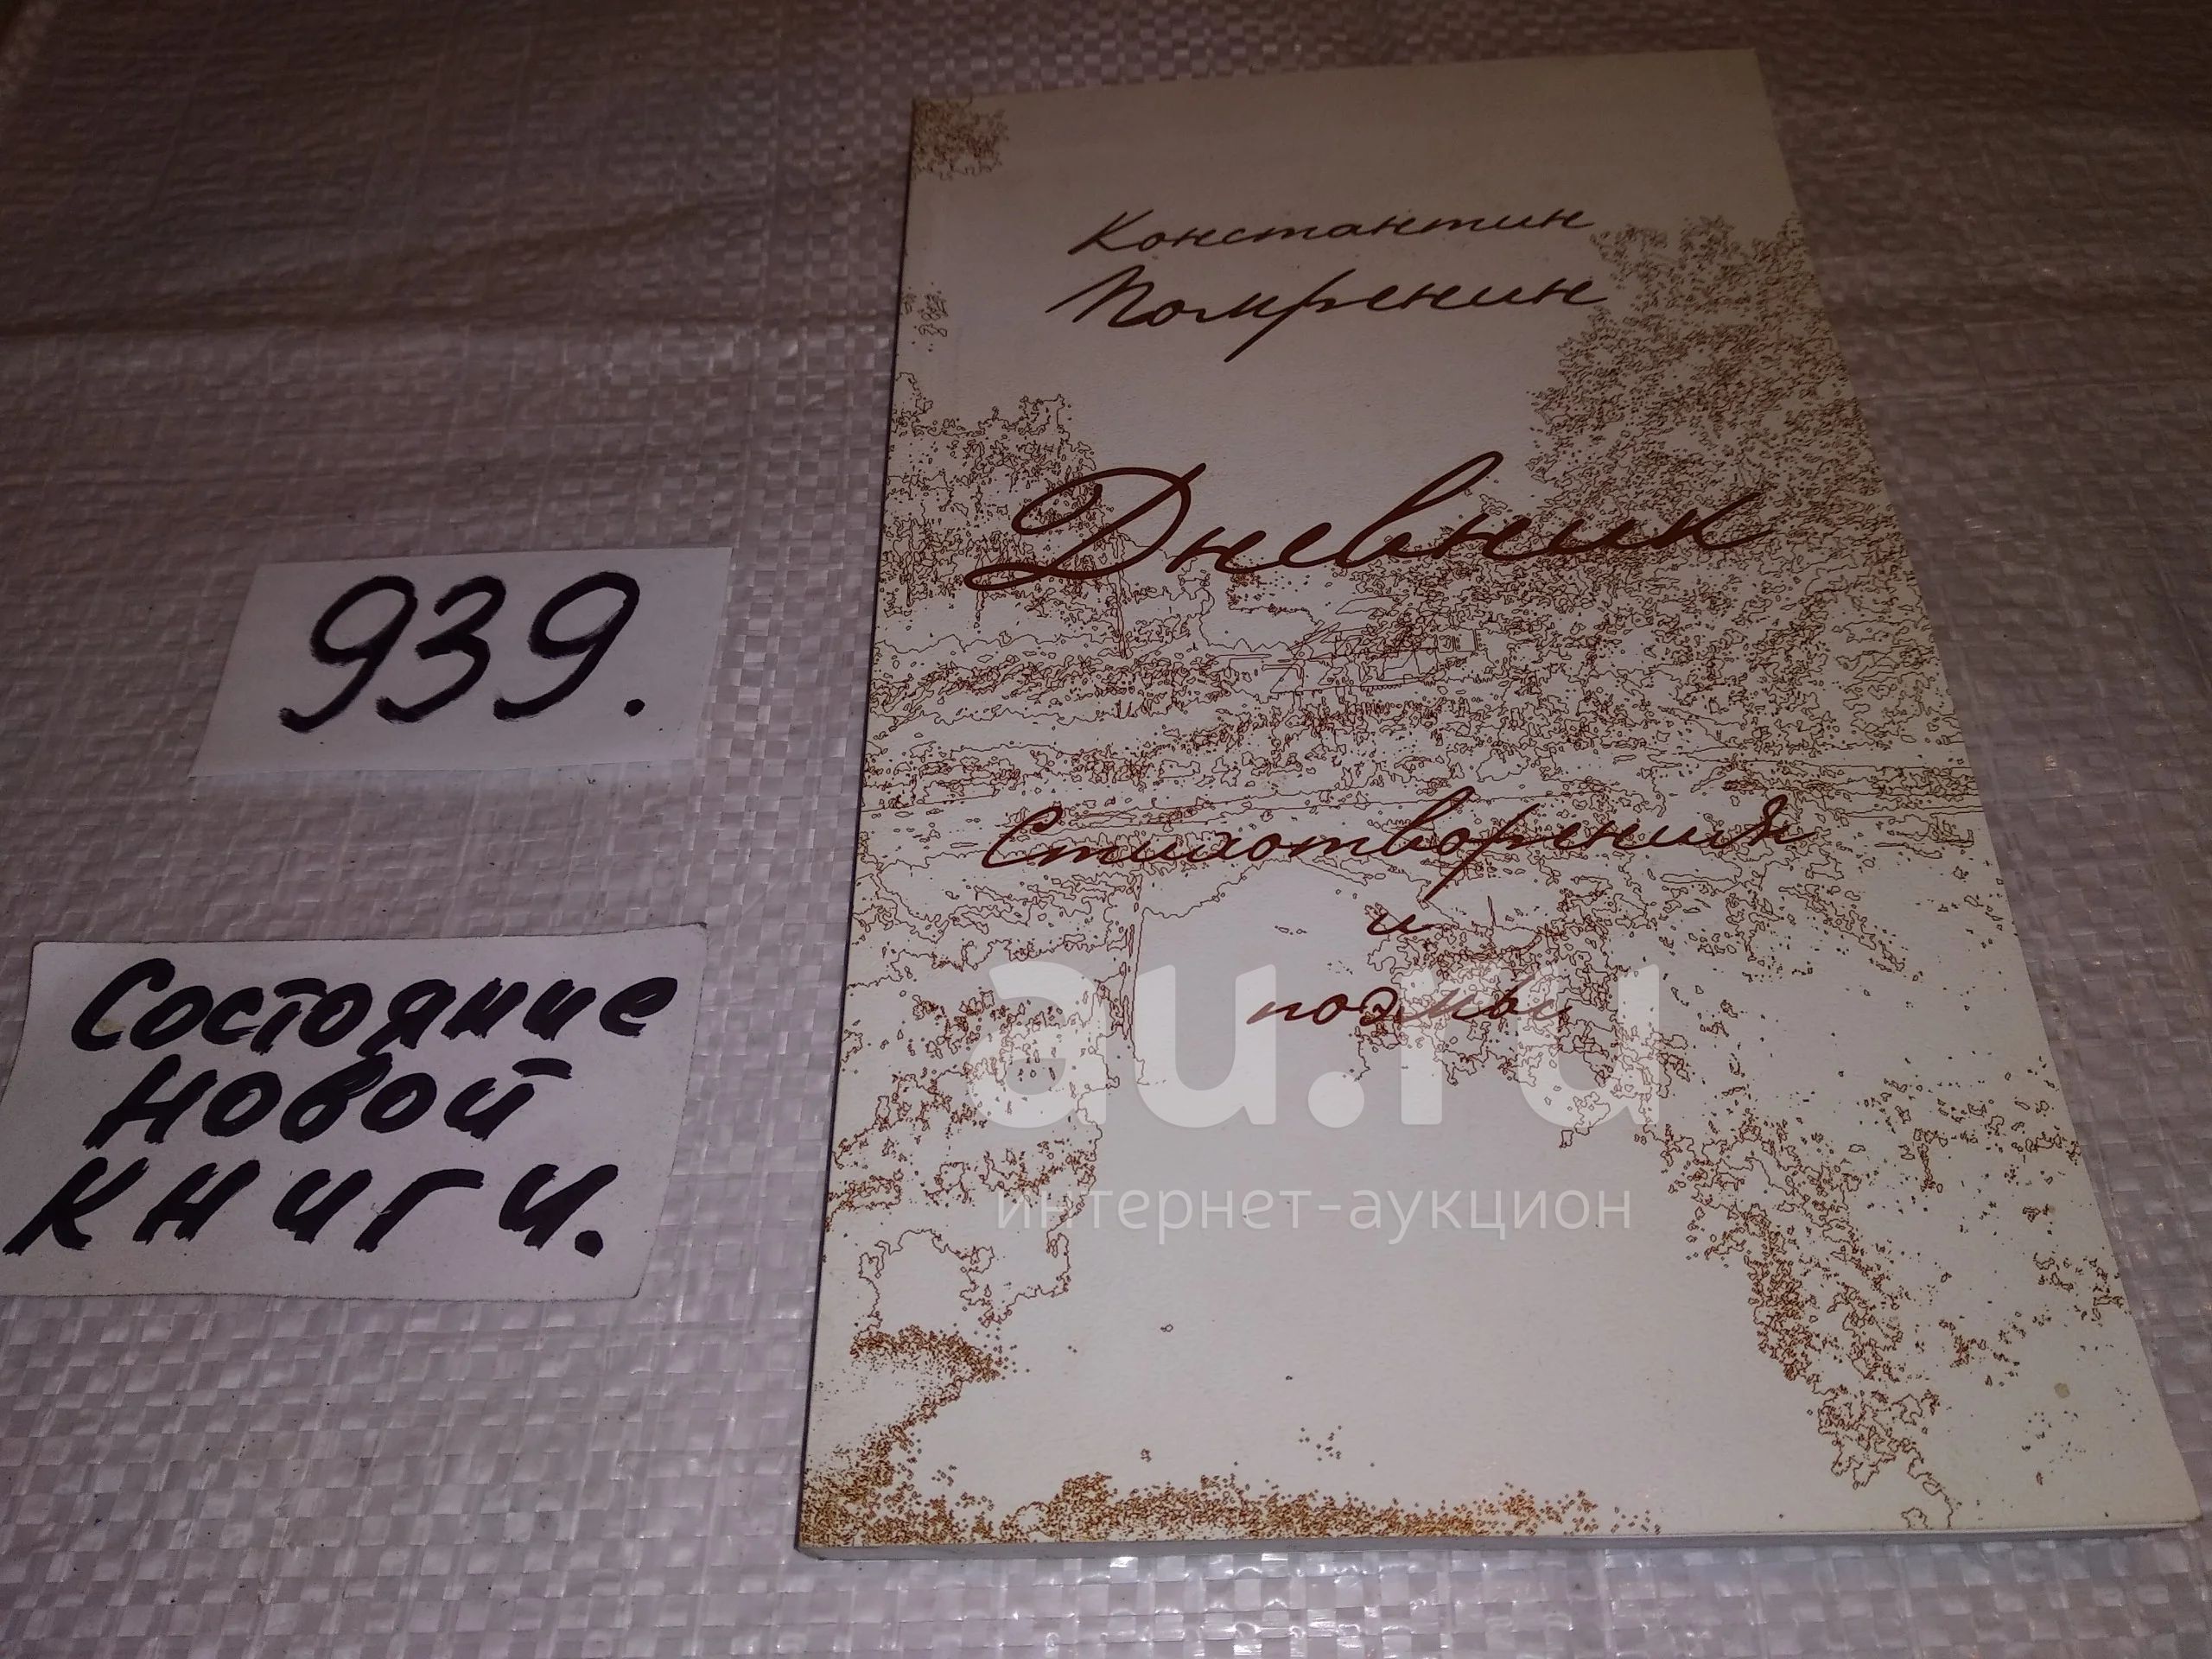 Константин
Помренин
Дневник
Стихотворения
и
поэмы
939.
Состояние
новой
книги.
au.ru
интернет-аукцион